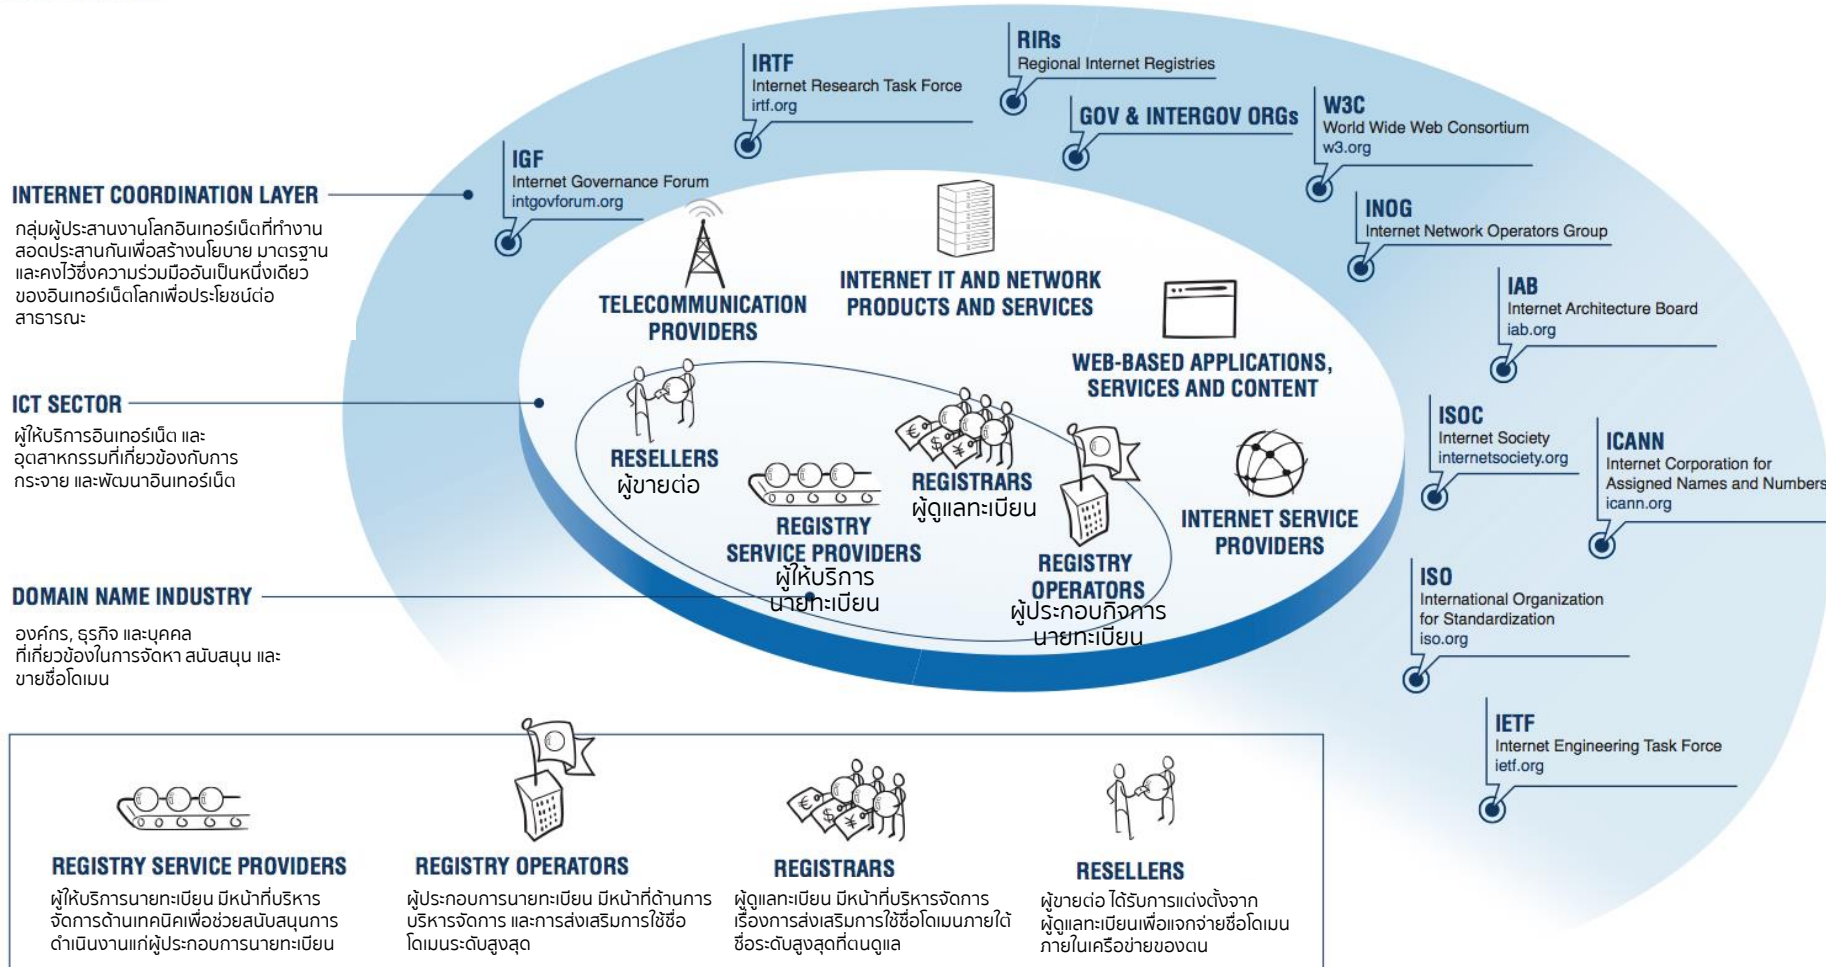 IRTF
Internet Research Task Force
irtf.org
RIRs
Regional Internet Registries
GOV & INTERGOV ORGs
W3C
World Wide Web Consortium
w3.org
IGF
Internet Governance Forum
intgovforum.org
INOG
Internet Network Operators Group
IAB
Internet Architecture Board
iab.org
ISOC
Internet Society
internetsociety.org
ICANN
Internet Corporation for
Assigned Names and Numbers
icann.org
ISO
International Organization
for Standardization
iso.org
IETF
Internet Engineering Task Force
ietf.org
INTERNET COORDINATION LAYER
กลุ่มผู้ประสานงานโลกอินเทอร์เน็ตที่ทำงาน
สอดประสานกันเพื่อสร้างนโยบาย มาตรฐาน
และคงไว้ซึ่งความร่วมมืออันเป็นหนึ่งเดียว
ของอินเทอร์เน็ตโลกเพื่อประโยชน์ต่อ
สาธารณะ
ICT SECTOR
ผู้ให้บริการอินเทอร์เน็ต และ
อุตสาหกรรมที่เกี่ยวข้องกับการ
กระจาย และพัฒนาอินเทอร์เน็ต
DOMAIN NAME INDUSTRY
องค์กร, ธุรกิจ และบุคคล
ที่เกี่ยวข้องในการจัดหา สนับสนุน และ
ขายชื่อโดเมน
TELECOMMUNICATION
PROVIDERS
INTERNET IT AND NETWORK
PRODUCTS AND SERVICES
WEB-BASED APPLICATIONS,
SERVICES AND CONTENT
RESELLERS
ผู้ขายต่อ
REGISTRY
SERVICE PROVIDERS
ผู้ให้บริการ
นายทะเบียน
€ $ ¥
REGISTRARS
ผู้ดูแลทะเบียน
REGISTRY
OPERATORS
ผู้ประกอบกิจการ
นายทะเบียน
INTERNET SERVICE
PROVIDERS
REGISTRY SERVICE PROVIDERS
ผู้ให้บริการนายทะเบียน มีหน้าที่บริหาร
จัดการด้านเทคนิคเพื่อช่วยสนับสนุนการ
ดำเนินงานแก่ผู้ประกอบการนายทะเบียน
REGISTRY OPERATORS
ผู้ประกอบการนายทะเบียน มีหน้าที่ด้านการ
บริหารจัดการ และการส่งเสริมการใช้ชื่อ
โดเมนระดับสูงสุด
€ $ ¥
REGISTRARS
ผู้ดูแลทะเบียน มีหน้าที่บริหารจัดการ
เรื่องการส่งเสริมการใช้ชื่อโดเมนภายใต้
ชื่อระดับสูงสุดที่ตนดูแล
RESELLERS
ผู้ขายต่อ ได้รับการแต่งตั้งจาก
ผู้ดูแลทะเบียนเพื่อแจกจ่ายชื่อโดเมน
ภายในเครือข่ายของตน